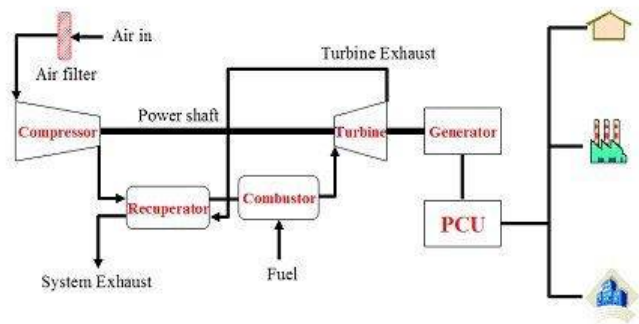 Air in
Air filter
Turbine Exhaust
Compressor
Power shaft
Turbine
Generator
Recuperator
Combustor
PCU
System Exhaust
Fuel